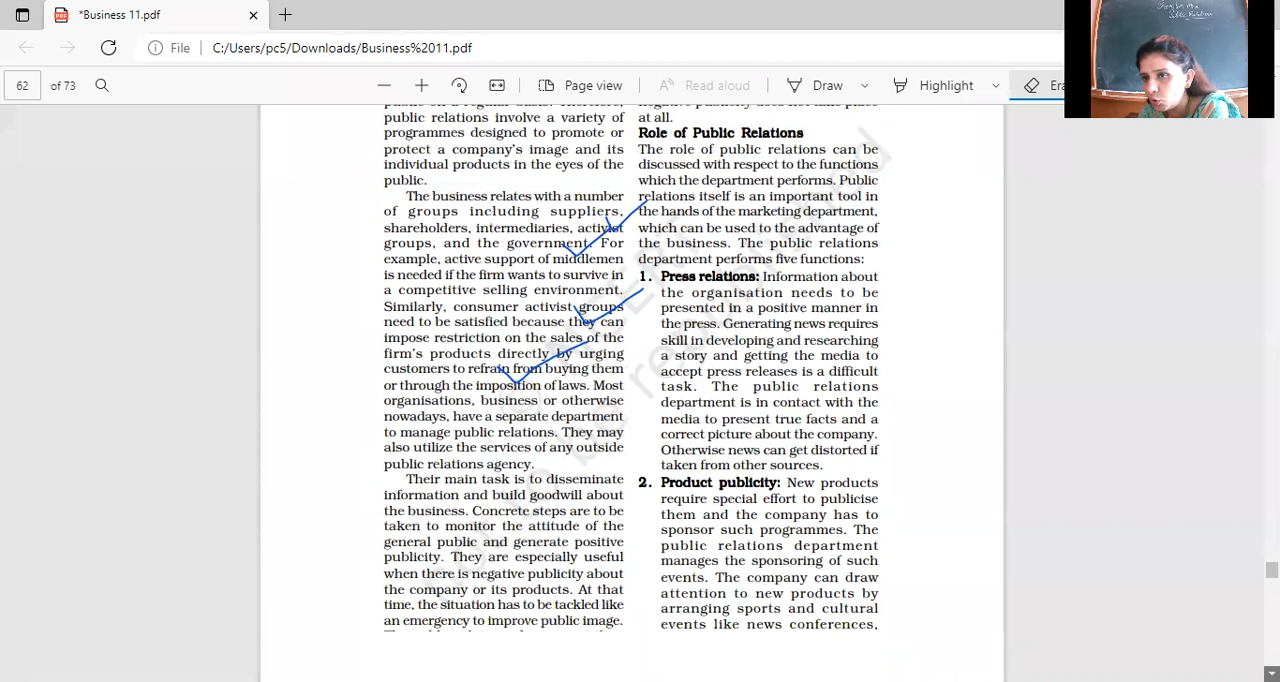 *Business 11.pdf
File
C:/Users/pc5/Downloads/Business%2011.pdf
62
of 73
Page view
Read aloud
Draw
Highlight
Era
public relations involve a variety of
programmes designed to promote or
protect a company's image and its
individual products in the eyes of the
public.
The business relates with a number
of groups including suppliers,
shareholders, intermediaries, activist
groups, and the government. For
example, active support of middlemen
is needed if the firm wants to survive in
a competitive selling environment.
Similarly, consumer activist groups
need to be satisfied because they can
impose restriction on the sales of the
firm's products directly by urging
customers to refrain from buying them
or through the imposition of laws. Most
organisations, business or otherwise
nowadays, have a separate department
to manage public relations. They may
also utilize the services of any outside
public relations agency.
Their main task is to disseminate
information and build goodwill about
the business. Concrete steps are to be
taken to monitor the attitude of the
general public and generate positive
publicity. They are especially useful
when there is negative publicity about
the company or its products. At that
time, the situation has to be tackled like
an emergency to improve public image.
at all.
Role of Public Relations
The role of public relations can be
discussed with respect to the functions
which the department performs. Public
relations itself is an important tool in
the hands of the marketing department,
which can be used to the advantage of
the business. The public relations
department performs five functions:
1. Press relations: Information about
the organisation needs to be
presented in a positive manner in
the press. Generating news requires
skill in developing and researching
a story and getting the media to
accept press releases is a difficult
task. The public relations
department is in contact with the
media to present true facts and a
correct picture about the company.
Otherwise news can get distorted if
taken from other sources.
2. Product publicity: New products
require special effort to publicise
them and the company has to
sponsor such programmes. The
public relations department
manages the sponsoring of such
events. The company can draw
attention to new products by
arranging sports and cultural
events like news conferences,
Public Relation